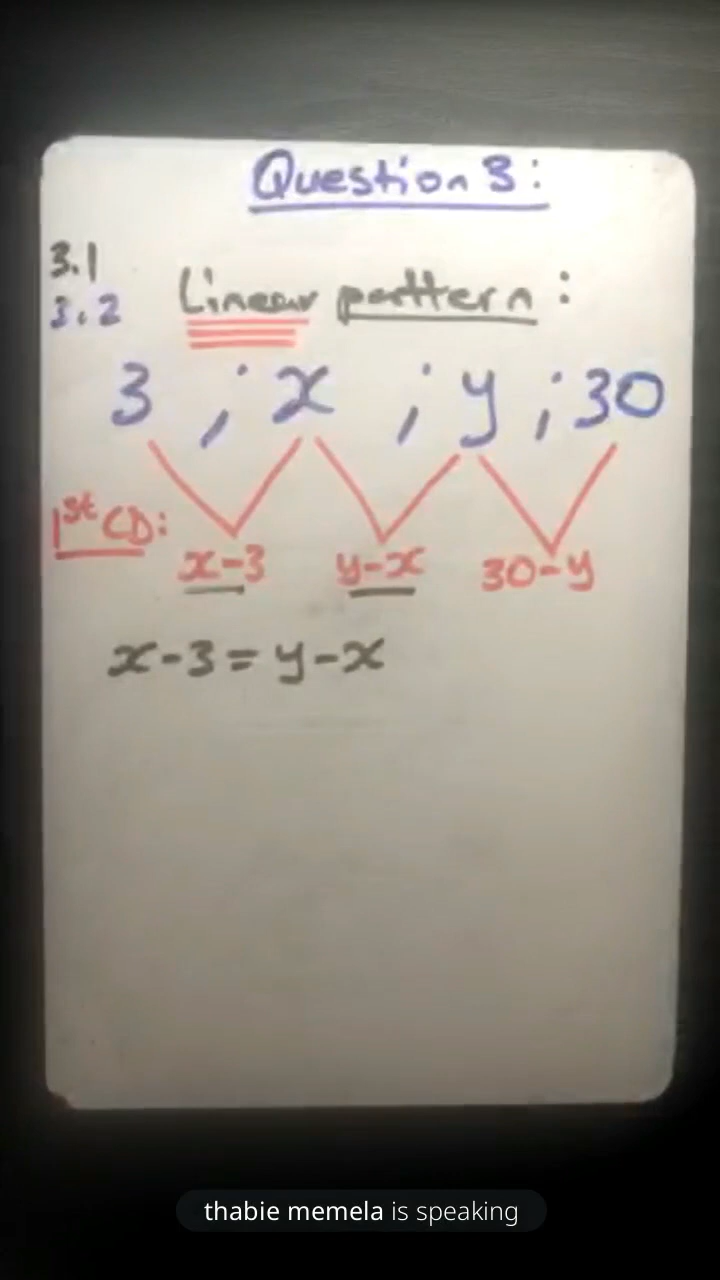 Question 3:
3.1
3.2
Linear pattern:
3 ; x ; y ; 30
1st CD:
x-3 y-x 30-y
x-3=y-x
thabie memela is speaking